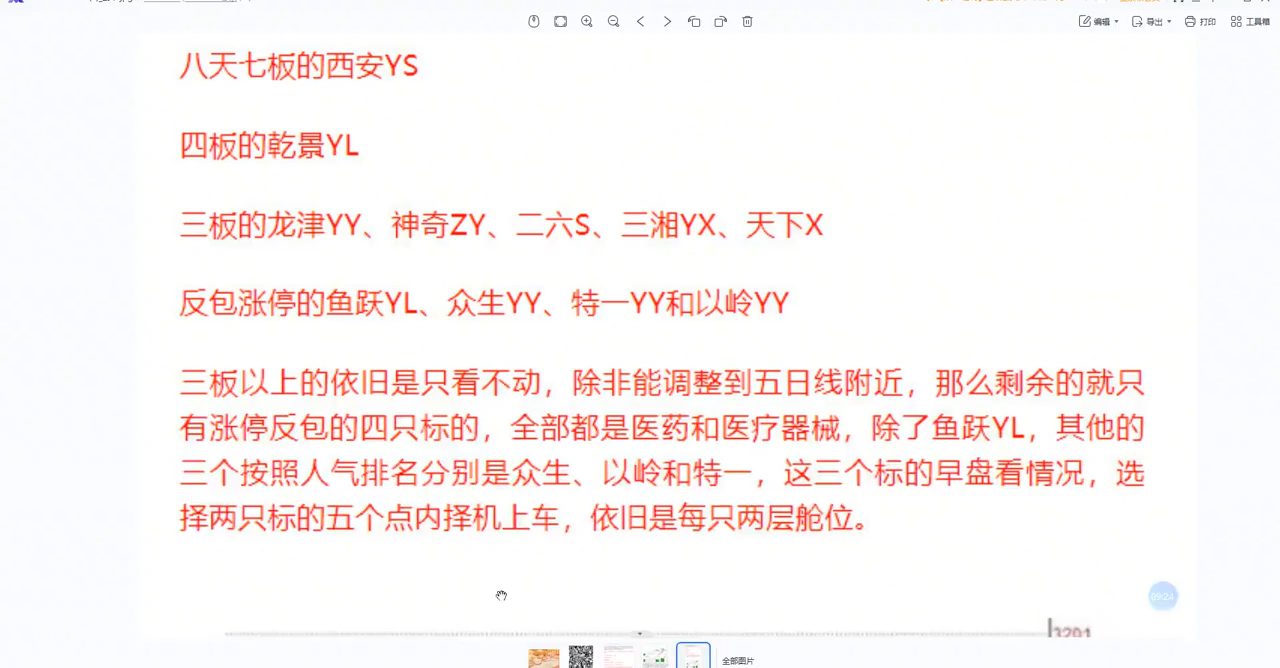 编辑 导出 打印 工具箱
八天七板的西安YS
四板的乾景YL
三板的龙津YY、神奇ZY、二六S、三湘YX、天下X
反包涨停的鱼跃YL、众生YY、特一YY和以岭YY
三板以上的依旧是只看不动，除非能调整到五日线附近，那么剩余的就只
有涨停反包的四只标的，全部都是医药和医疗器械，除了鱼跃YL，其他的
三个按照人气排名分别是众生、以岭和特一，这三个标的早盘看情况，选
择两只标的五个点内择机上车，依旧是每只两层舱位。
09:24
全部图片